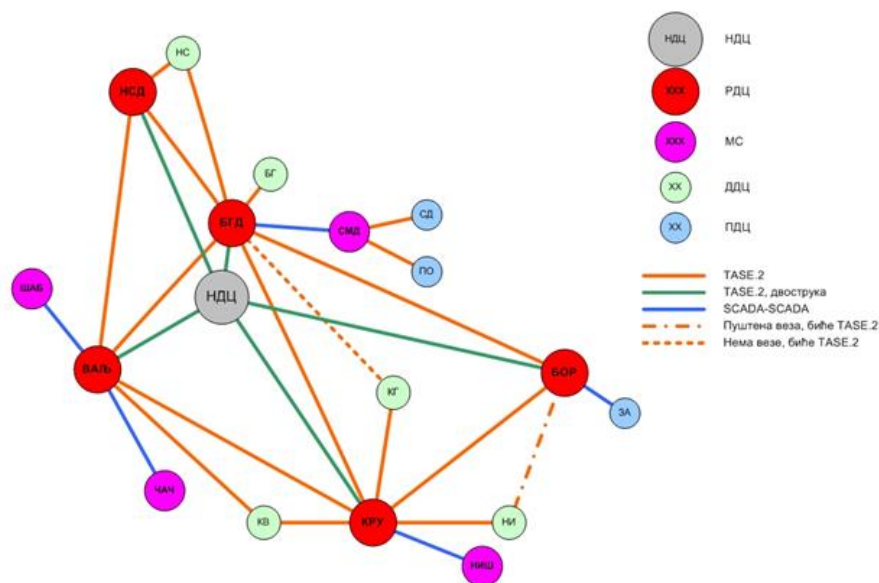 НС
НСД
БГ
БГД
СМД
СД
ПО
ШАБ
НДЦ
ВАЉ
БОР
КГ
ЗА
ЧАЧ
КВ
КРУ
НИ
НИШ
НДЦ НДЦ
XXX РДЦ
XXX МС
XX ДДЦ
XX ПДЦ
TASE.2
TASE.2, двострука
SCADA-SCADA
Пуштена веза, биће TASE.2
Нема везе, биће TASE.2